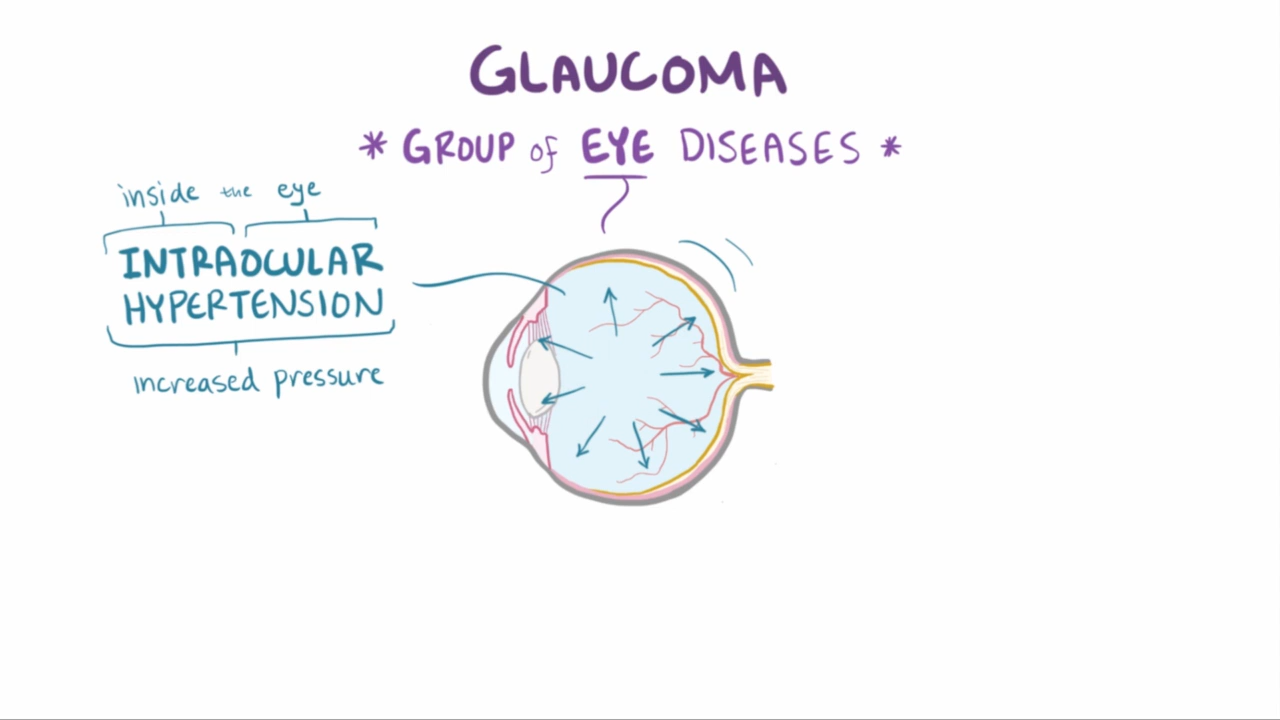 GLAUCOMA
* GROUP of EYE DISEASES *
inside the eye
INTRAOCULAR
HYPERTENSION
increased pressure